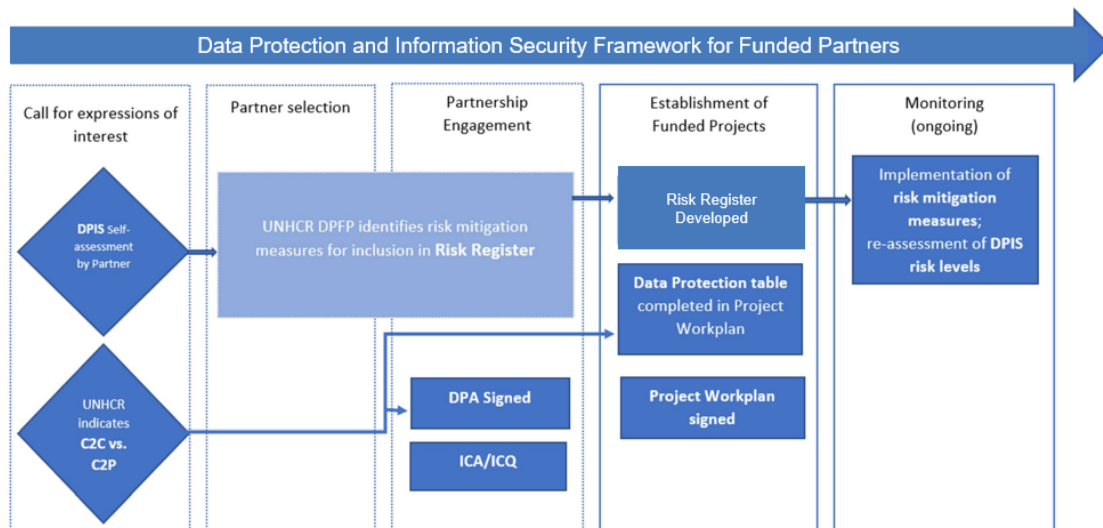 Data Protection and Information Security Framework for Funded Partners
Call for expressions of
interest
Partner selection
Partnership
Engagement
Establishment of
Funded Projects
Monitoring
(ongoing)
DPIS Self-
assessment
by Partner
UNHCR DPFP identifies risk mitigation
measures for inclusion in Risk Register
Risk Register
Developed
Implementation of
risk mitigation
measures;
re-assessment of DPIS
risk levels
Data Protection table
completed in Project
Workplan
UNHCR
indicates
C2C vs.
C2P
DPA Signed
Project Workplan
signed
ICA/ICQ